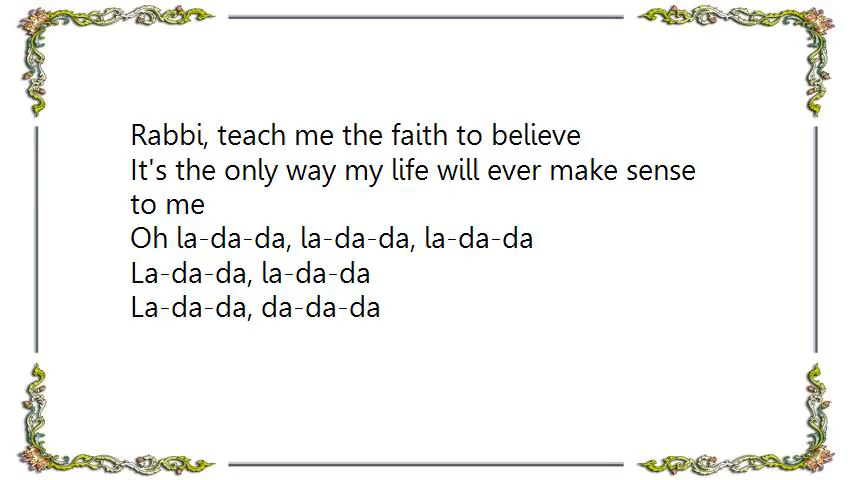 Rabbi, teach me the faith to believe
It's the only way my life will ever make sense
to me
Oh la-da-da, la-da-da, la-da-da
La-da-da, la-da-da
La-da-da, da-da-da